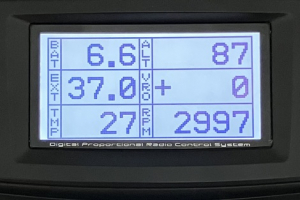 BAT 6.6 ALT 87
EXT 37.0 VRO + 0
TMP 27 RPM 2997
Digital Proportional Radio Control System